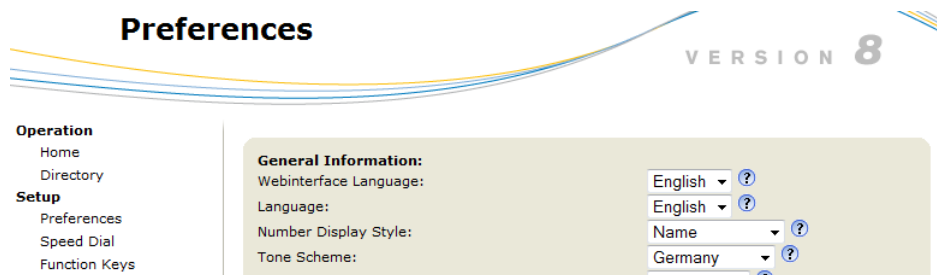 Preferences
VERSION 8
Operation
Home
Directory
Setup
Preferences
Speed Dial
Function Keys
General Information:
Webinterface Language: English ?
Language: English ?
Number Display Style: Name ?
Tone Scheme: Germany ?